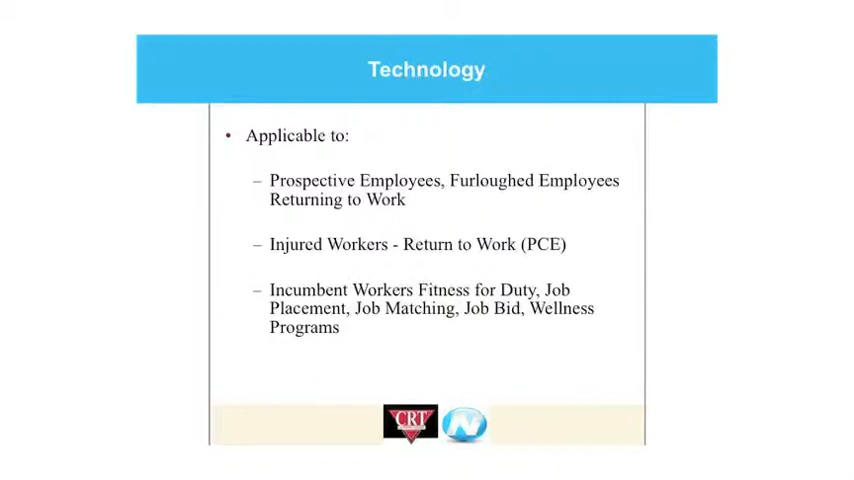 Technology
• Applicable to:
– Prospective Employees, Furloughed Employees
Returning to Work
– Injured Workers - Return to Work (PCE)
– Incumbent Workers Fitness for Duty, Job
Placement, Job Matching, Job Bid, Wellness
Programs
CRT N